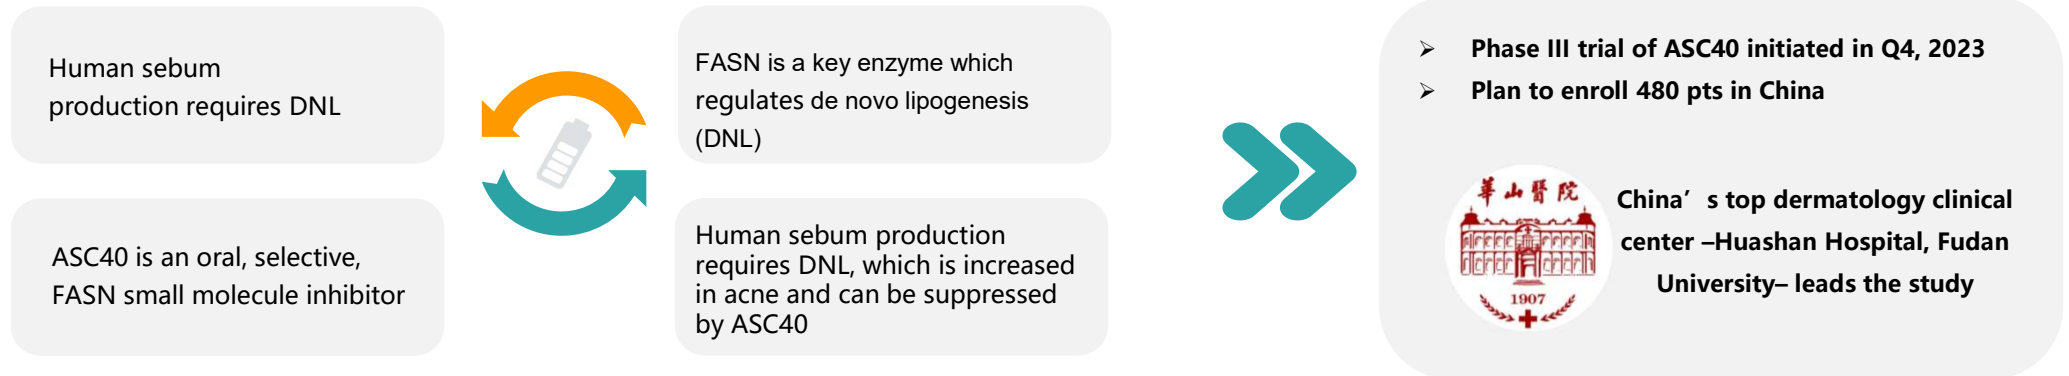 Human sebum
production requires DNL
ASC40 is an oral, selective,
FASN small molecule inhibitor
FASN is a key enzyme which
regulates de novo lipogenesis
(DNL)
Human sebum production
requires DNL, which is increased
in acne and can be suppressed
by ASC40
➢ Phase III trial of ASC40 initiated in Q4, 2023
➢ Plan to enroll 480 pts in China
華山醫院
1907
China’s top dermatology clinical
center –Huashan Hospital, Fudan
University– leads the study